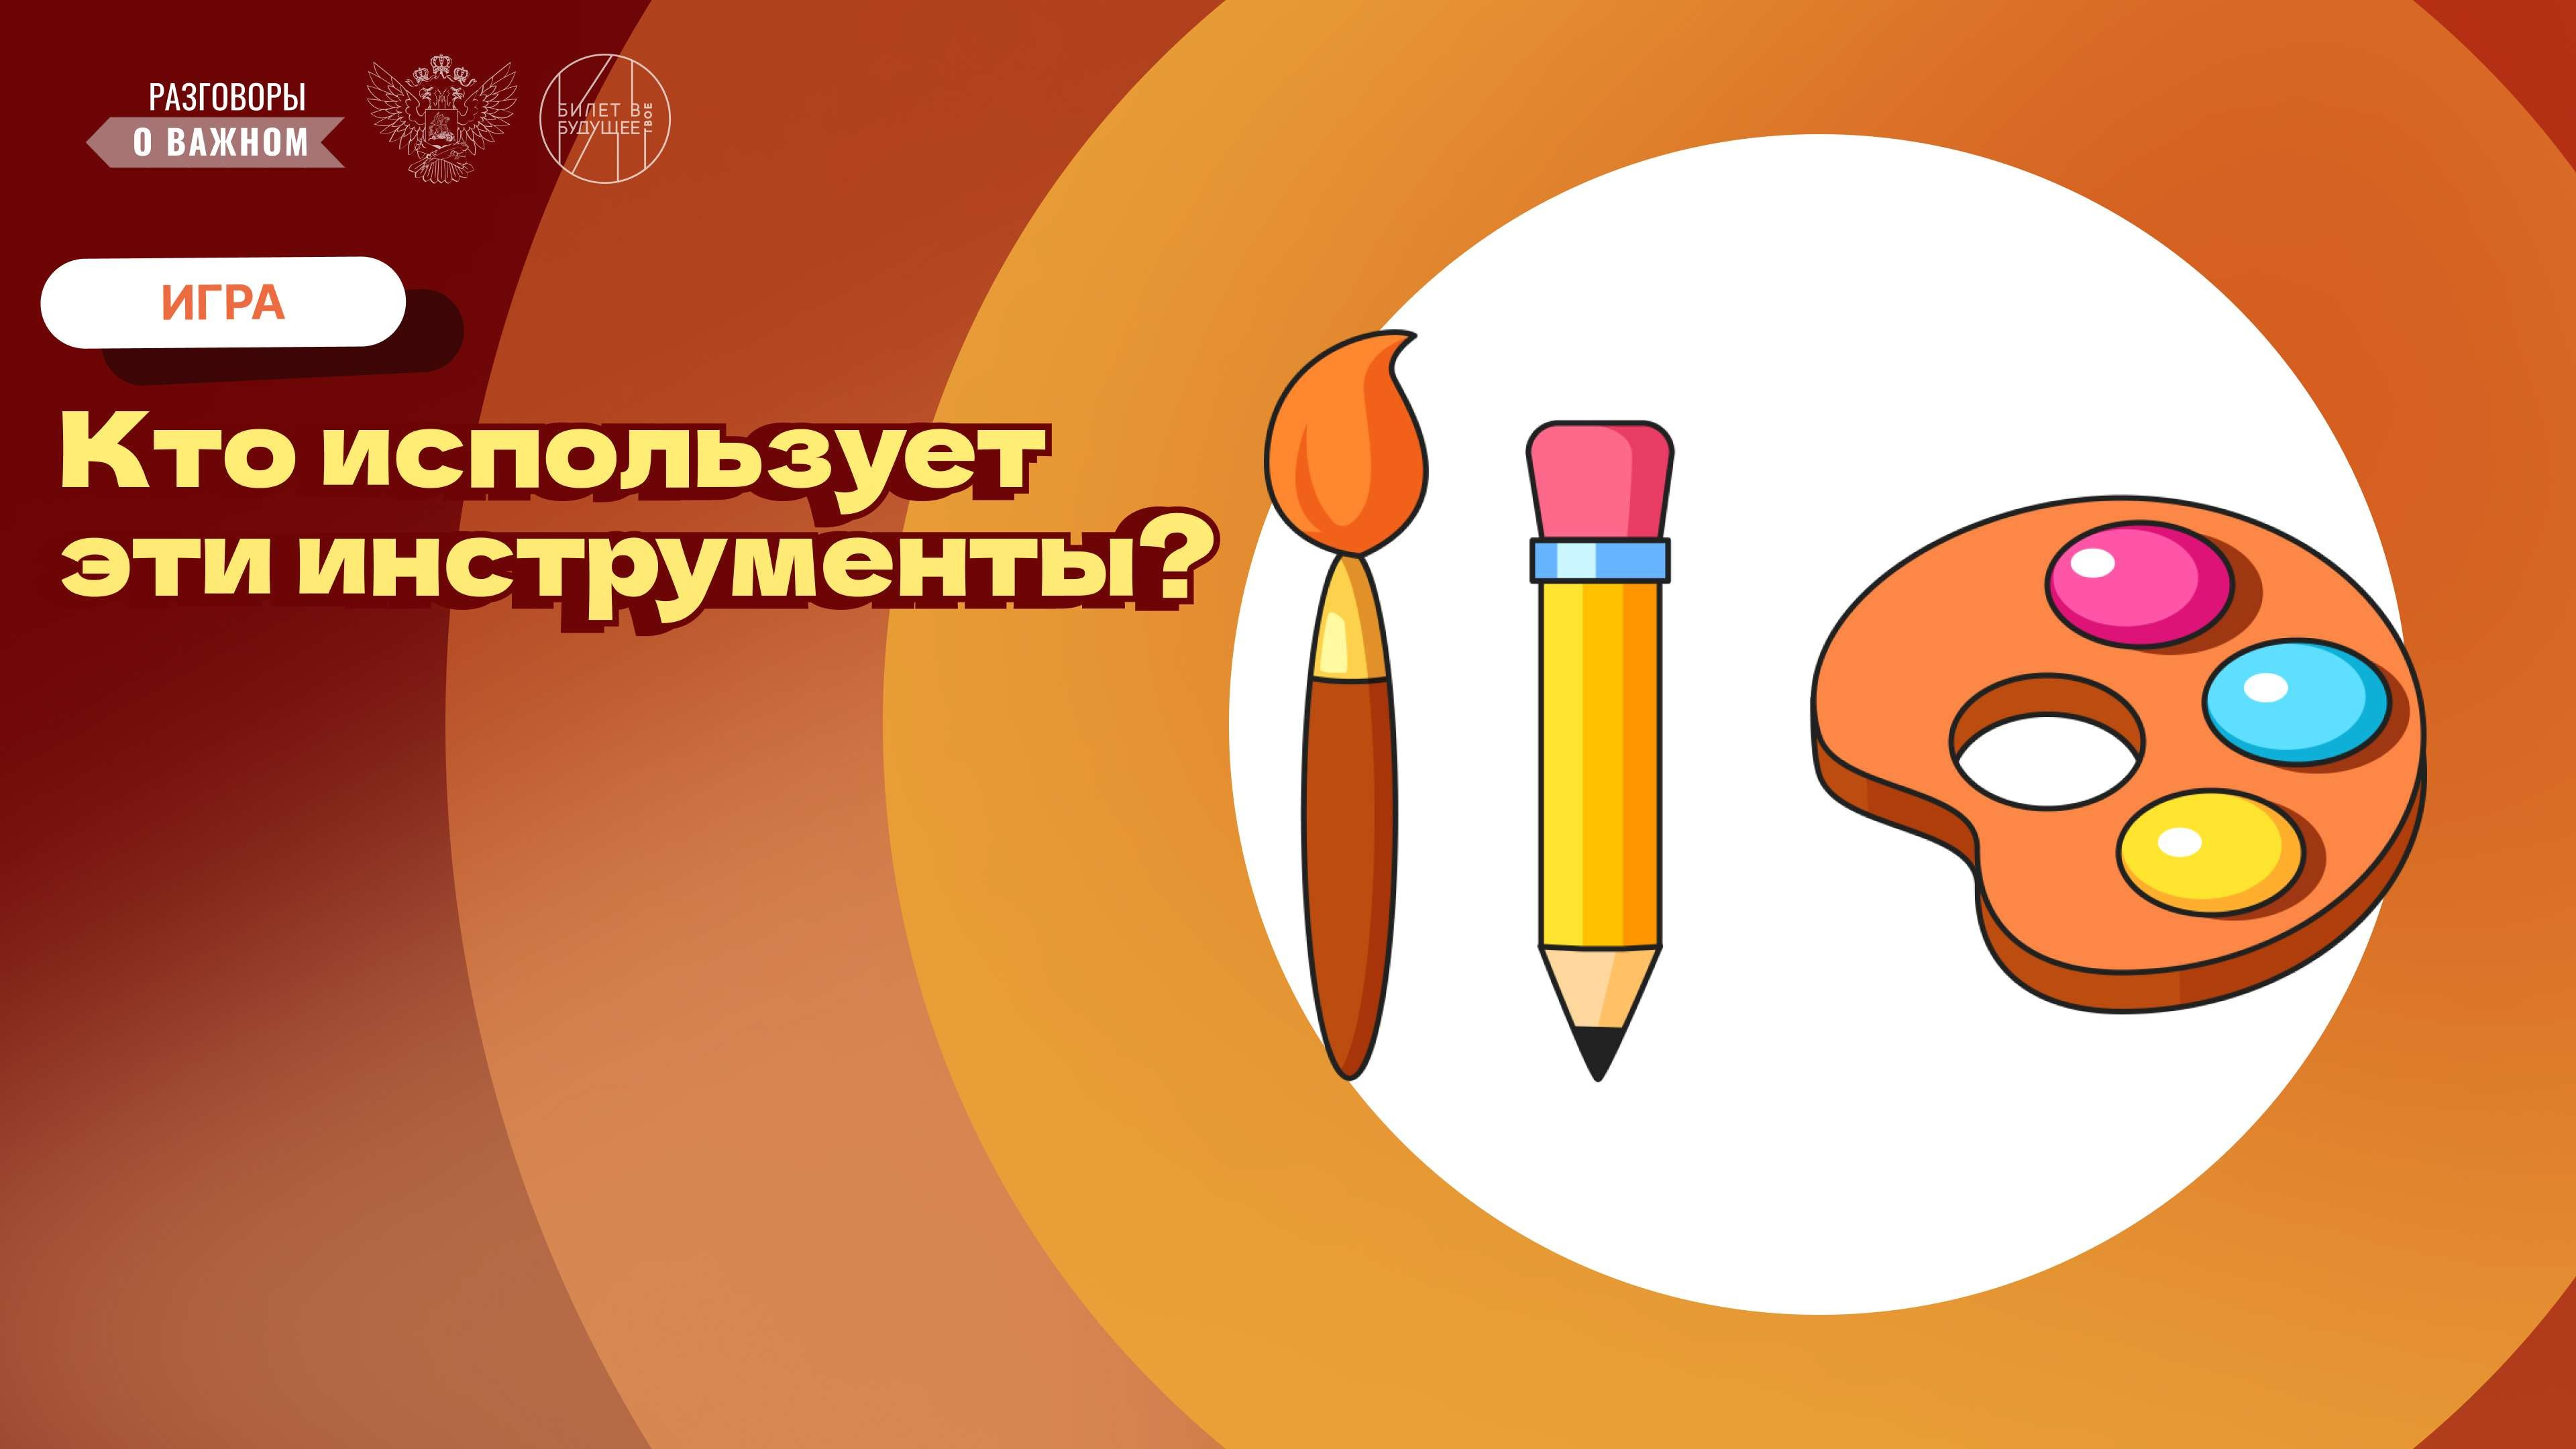 РАЗГОВОРЫ
О ВАЖНОМ
БИЛЕТ В
БУДУЩЕЕ
ТВОЕ
ИГРА
Кто использует
эти инструменты?